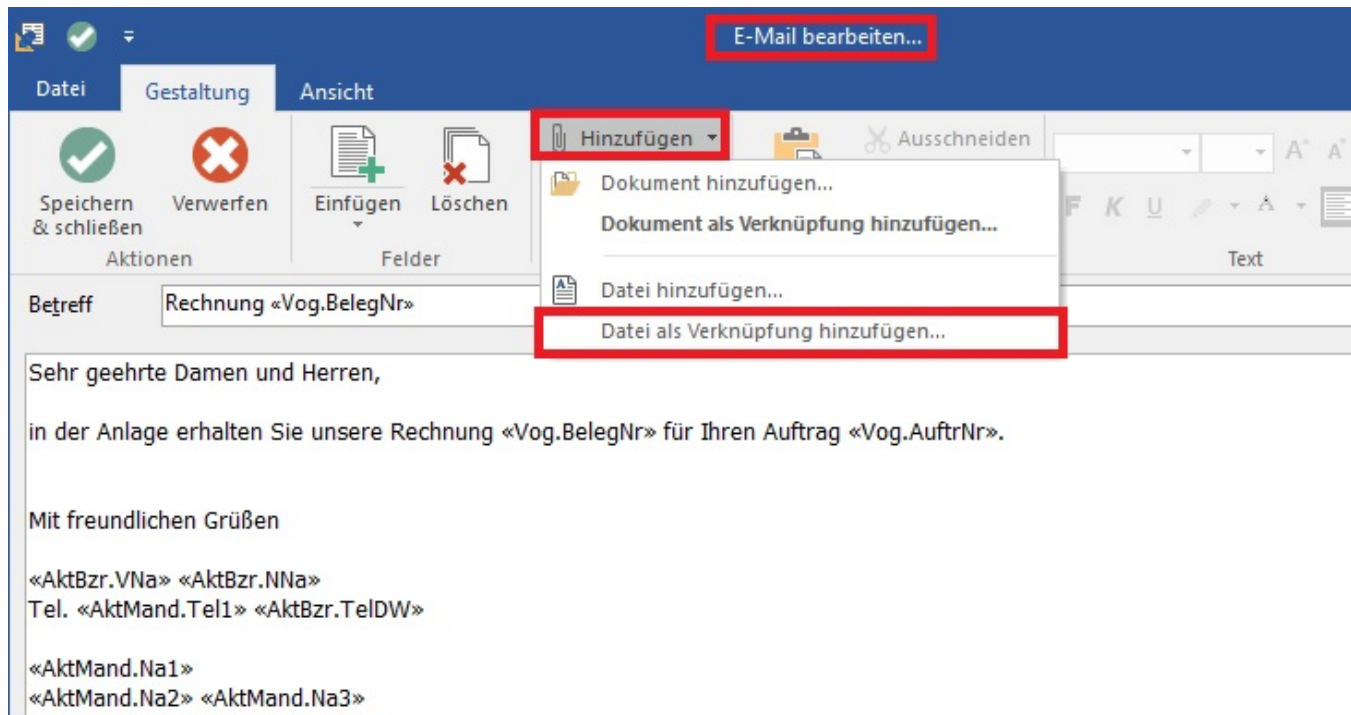 E-Mail bearbeiten...
Datei Gestaltung Ansicht
Hinzufügen
Ausschneiden
Speichern & schließen
Verwerfen
Einfügen
Löschen
Dokument hinzufügen...
Dokument als Verknüpfung hinzufügen...
Datei hinzufügen...
Datei als Verknüpfung hinzufügen...
A A
F K U A
Aktionen
Felder
Text
Betreff Rechnung «Vog.BelegNr»
Sehr geehrte Damen und Herren,
in der Anlage erhalten Sie unsere Rechnung «Vog.BelegNr» für Ihren Auftrag «Vog.AuftrNr».
Mit freundlichen Grüßen
«AktBzr.VNa» «AktBzr.NNa»
Tel. «AktMand.Tel1» «AktBzr.TelDW»
«AktMand.Na1»
«AktMand.Na2» «AktMand.Na3»